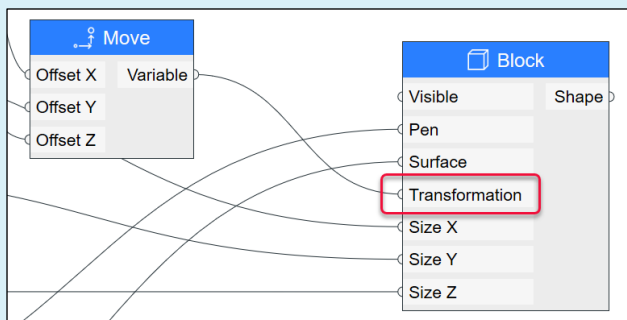 Move
Offset X
Variable
Offset Y
Offset Z
Block
Visible
Shape
Pen
Surface
Transformation
Size X
Size Y
Size Z